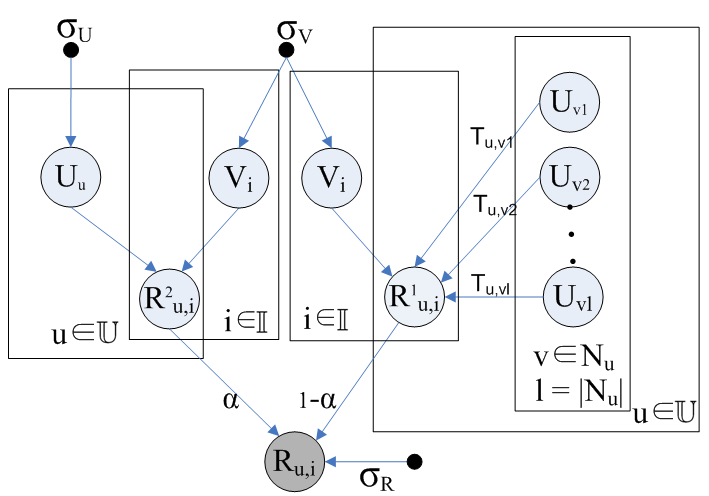 σU
σV
Uu
Vi
Vi
Uv1
Uv2
Uvl
Tu,v1
Tu,v2
Tu,vl
R²u,i
R¹u,i
u∈𝕌
i∈𝕀
i∈𝕀
v∈Nu
l = |Nu|
u∈𝕌
α
1-α
Ru,i
σR